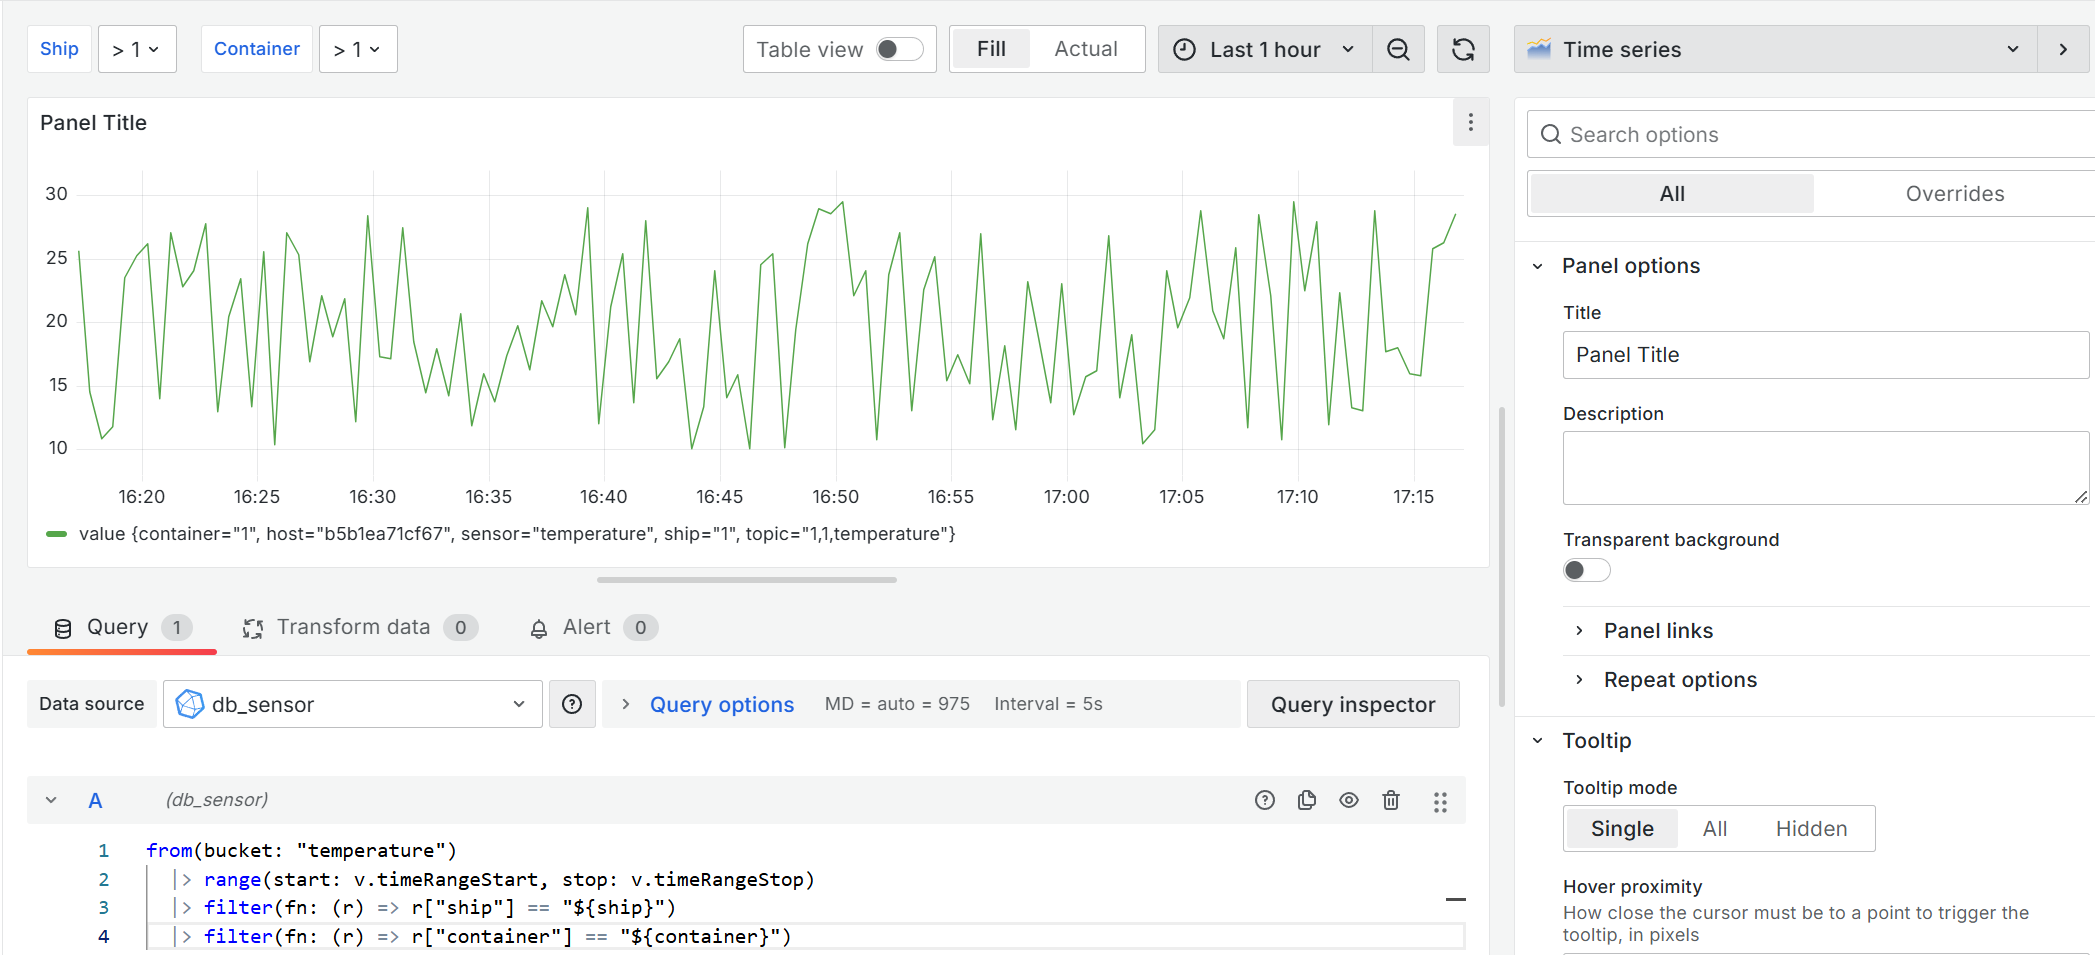 Ship > 1 Container > 1 Table view Fill Actual Last 1 hour Time series
Panel Title
30
25
20
15
10
16:20 16:25 16:30 16:35 16:40 16:45 16:50 16:55 17:00 17:05 17:10 17:15
value {container="1", host="b5b1ea71cf67", sensor="temperature", ship="1", topic="1,1,temperature"}
Query 1 Transform data 0 Alert 0
Data source db_sensor Query options MD = auto = 975 Interval = 5s Query inspector
A (db_sensor)
1 from(bucket: "temperature")
2 |> range(start: v.timeRangeStart, stop: v.timeRangeStop)
3 |> filter(fn: (r) => r["ship"] == "${ship}")
4 |> filter(fn: (r) => r["container"] == "${container}")
Search options
All Overrides
Panel options
Title
Panel Title
Description
Transparent background
Panel links
Repeat options
Tooltip
Tooltip mode
Single All Hidden
Hover proximity
How close the cursor must be to a point to trigger the
tooltip, in pixels